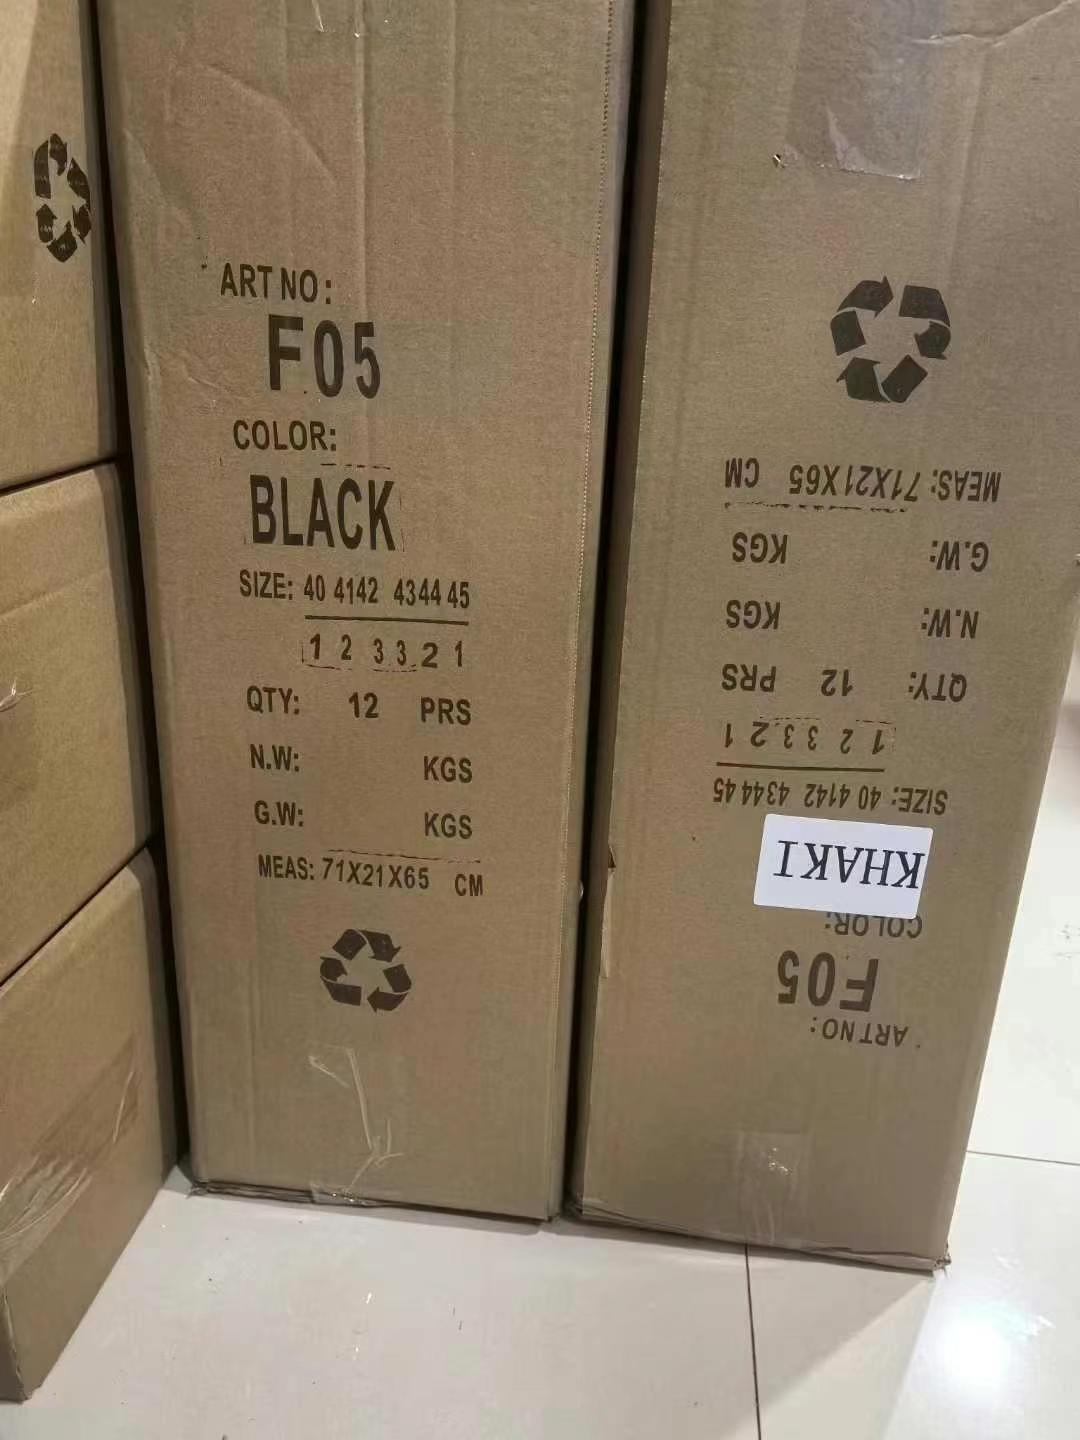 ART NO:
F05
COLOR:
BLACK
SIZE: 40 4142 4344 45
1 2 3 3 2 1
QTY: 12 PRS
N.W: KGS
G.W: KGS
MEAS: 71X21X65 CM
ART NO:
F05
COLOR:
KHAKI
SIZE: 40 4142 4344 45
1 2 3 3 2 1
QTY: 12 PRS
N.W: KGS
G.W: KGS
MEAS: 71X21X65 CM